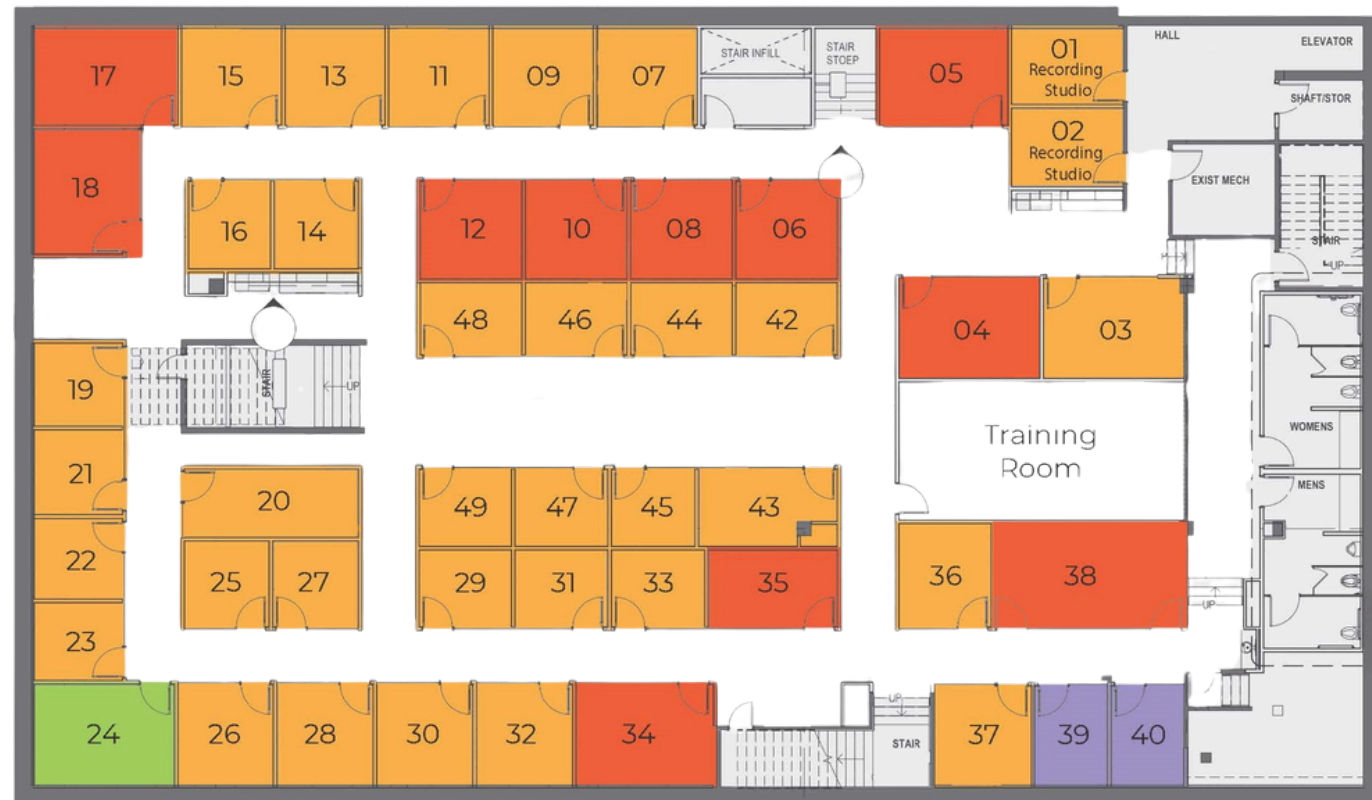 17
15
13
11
09
07
STAIR INFILL
STAIR
STOEP
05
01
Recording
Studio
HALL
ELEVATOR
SHAFT/STOR
02
Recording
Studio
EXIST MECH
18
16
14
12
10
08
06
STAIR
UP
48
46
44
42
04
03
19
STAIR
UP
21
20
49
47
45
43
Training
Room
WOMENS
MENS
22
25
27
29
31
33
35
36
38
UP
23
24
26
28
30
32
34
UP
STAIR
37
39
40